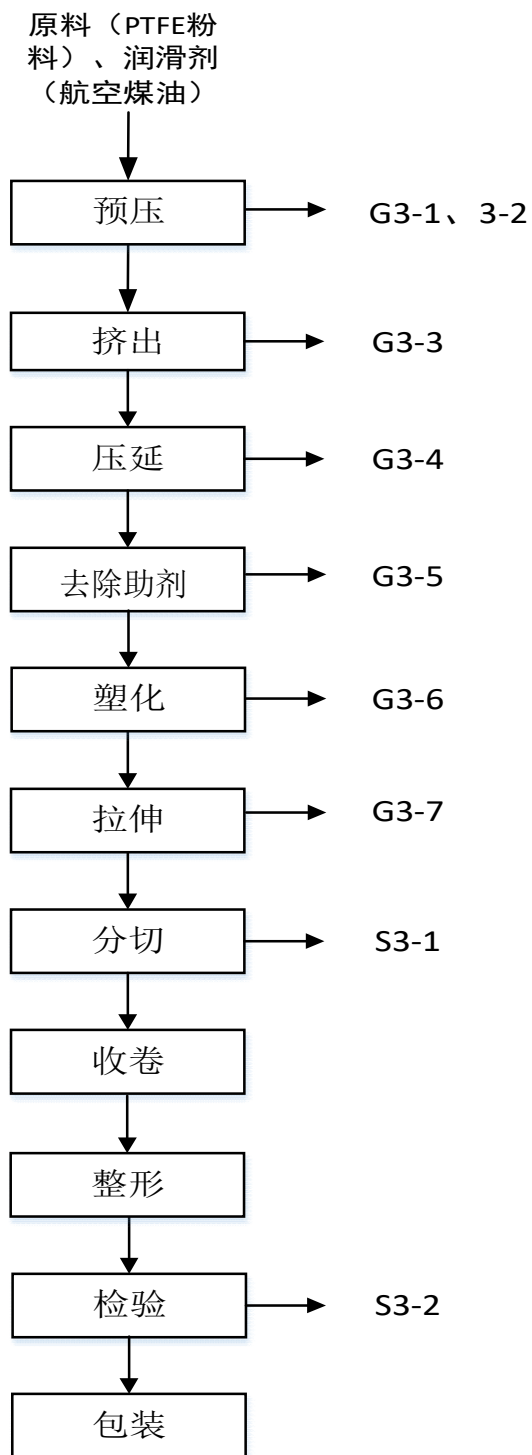 原料（PTFE粉
料）、润滑剂
（航空煤油）
预压
G3-1、3-2
挤出
G3-3
压延
G3-4
去除助剂
G3-5
塑化
G3-6
拉伸
G3-7
分切
S3-1
收卷
整形
检验
S3-2
包装